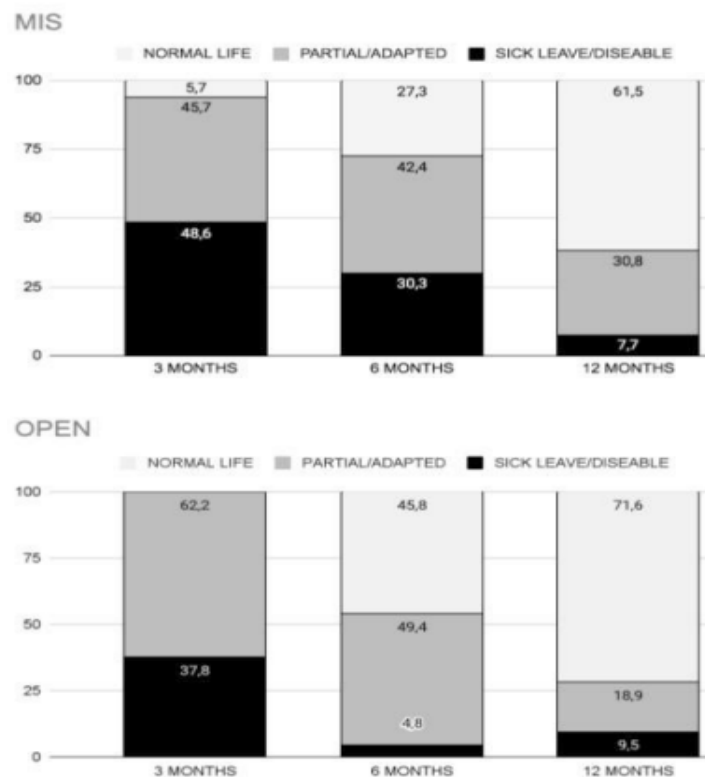 MIS
NORMAL LIFE PARTIAL/ADAPTED SICK LEAVE/DISEABLE
100
5,7 27,3 61,5
45,7
75
42,4
50
48,6 30,8
30,3
25
7,7
0
3 MONTHS 6 MONTHS 12 MONTHS
OPEN
NORMAL LIFE PARTIAL/ADAPTED SICK LEAVE/DISEABLE
100
62,2 45,8 71,6
75
50
49,4
37,8
25
18,9
4,8
9,5
0
3 MONTHS 6 MONTHS 12 MONTHS